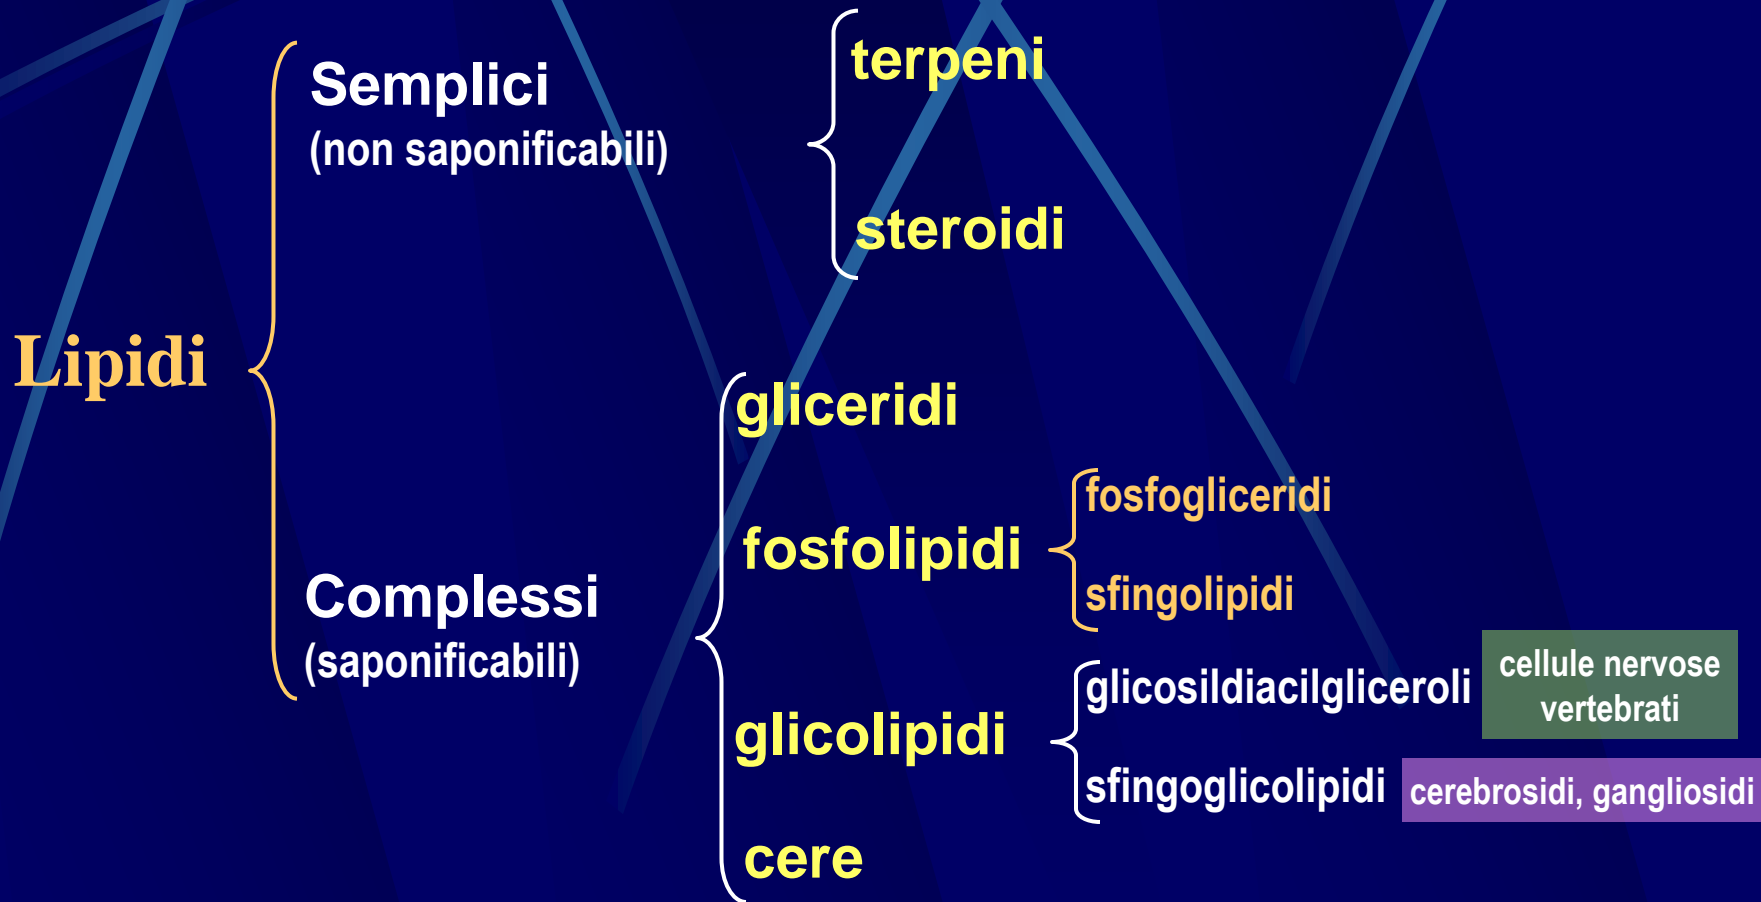 Lipidi
Semplici
(non saponificabili)
terpeni
steroidi
Complessi
(saponificabili)
gliceridi
fosfolipidi
fosfogliceridi
sfingolipidi
glicolipidi
glicosildiacilgliceroli
cellule nervose
vertebrati
sfingoglicolipidi
cerebrosidi, gangliosidi
cere